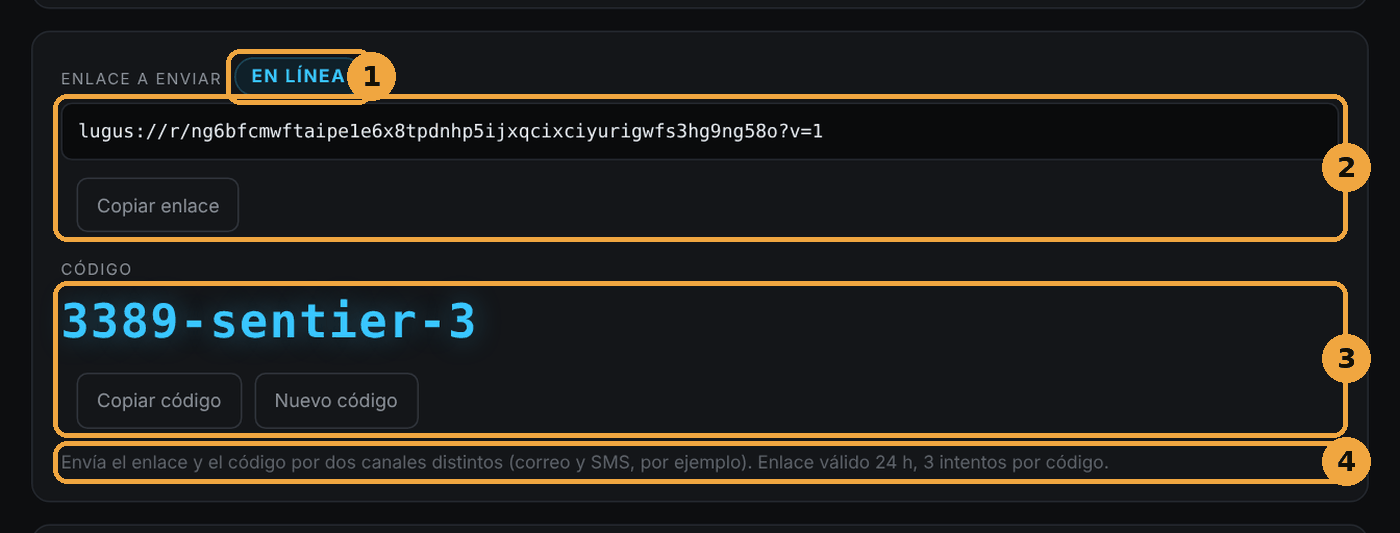 ENLACE A ENVIAR EN LÍNEA 1
lugus://r/ng6bfcmwftaipe1e6x8tpdnhp5ijxqcixciyurigwfs3hg9ng58o?v=1
2
Copiar enlace
CÓDIGO
3389-sentier-3
3
Copiar código Nuevo código
Envía el enlace y el código por dos canales distintos (correo y SMS, por ejemplo). Enlace válido 24 h, 3 intentos por código. 4